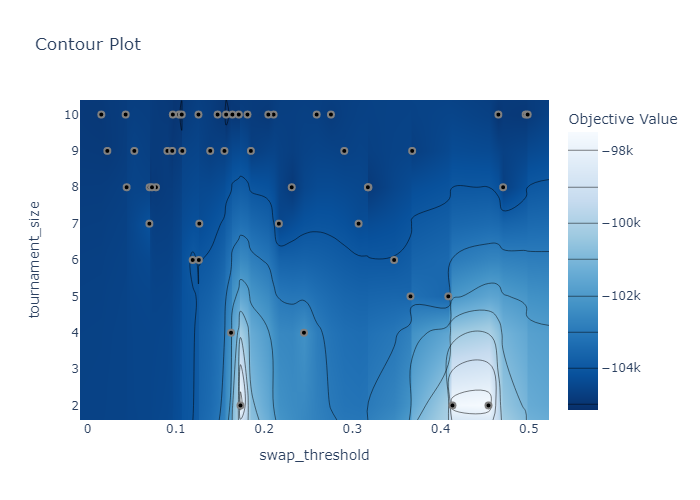 Contour Plot
Objective Value
10
9
8
7
6
5
4
3
2
tournament_size
0
0.1
0.2
0.3
0.4
0.5
swap_threshold
−98k
−100k
−102k
−104k